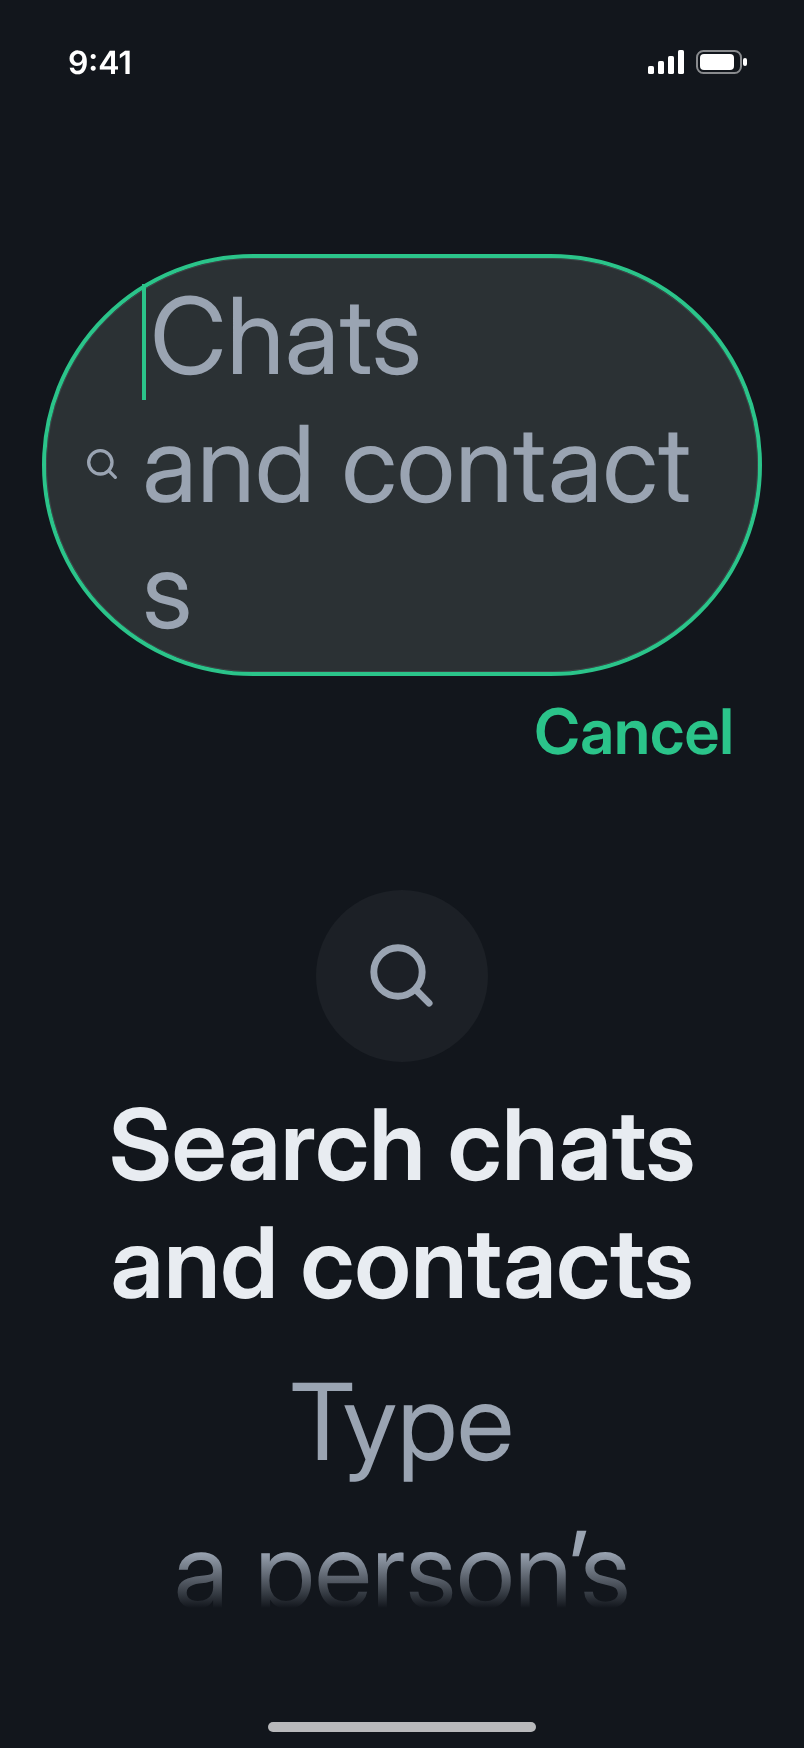 9:41
Chats
and contact
s
Cancel
Search chats
and contacts
Type
a person’s